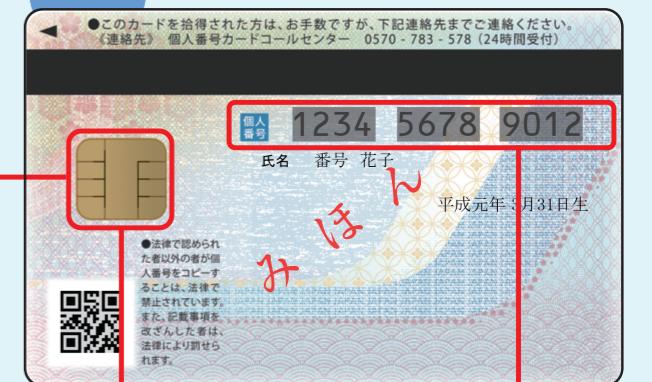 ●このカードを拾得された方は、お手数ですが、下記連絡先までご連絡ください。
《連絡先》 個人番号カードコールセンター 0570 - 783 - 578（24時間受付）
個人
番号
1234 5678 9012
氏名 番号 花子
平成元年 3月31日生
みほん
●法律で認められ
た者以外の者が個
人番号をコピーす
ることは、法律で
禁止されています。
また、記載事項を
改ざんした者は、
法律により罰せら
れます。